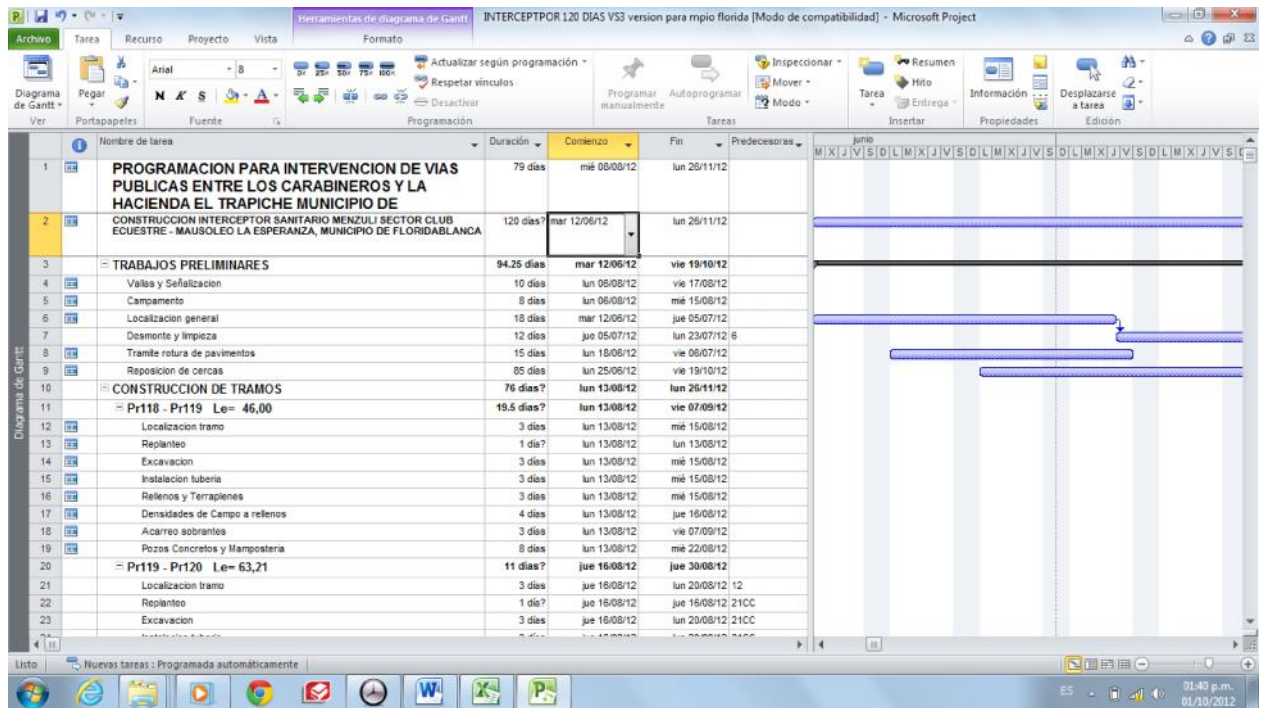 Herramientas de diagrama de Gantt
INTERCEPTPOR 120 DIAS VS3 version para mpio florida [Modo de compatibilidad] - Microsoft Project
Archivo Tarea Recurso Proyecto Vista Formato
Diagrama de Gantt
Ver
Pegar
Portapapeles
Arial 8
N K S A
Fuente
0% 25% 50% 75% 100%
Actualizar según programación
Respetar vínculos
Desactivar
Programación
Programar manualmente
Autoprogramar
Inspeccionar
Mover
Modo
Tareas
Tarea
Resumen
Hito
Entrega
Insertar
Información
Propiedades
Desplazarse a tarea
Edición
Nombre de tarea Duración Comienzo Fin Predecesoras
junio
M X J V S D L M X J V S D L M X J V S D L M X J V S D L M X J V S
1 PROGRAMACION PARA INTERVENCION DE VIAS 79 días mié 08/08/12 lun 26/11/12
PUBLICAS ENTRE LOS CARABINEROS Y LA
HACIENDA EL TRAPICHE MUNICIPIO DE
2 CONSTRUCCION INTERCEPTOR SANITARIO MENZULI SECTOR CLUB 120 días? mar 12/06/12 lun 26/11/12
ECUESTRE - MAUSOLEO LA ESPERANZA, MUNICIPIO DE FLORIDABLANCA
3 TRABAJOS PRELIMINARES 94.25 días mar 12/06/12 vie 19/10/12
4 Vallas y Señalizacion 10 días lun 06/08/12 vie 17/08/12
5 Campamento 8 días lun 06/08/12 mié 15/08/12
6 Localizacion general 18 días mar 12/06/12 jue 05/07/12
7 Desmonte y limpieza 12 días jue 05/07/12 lun 23/07/12 6
8 Tramite rotura de pavimentos 15 días lun 18/06/12 vie 06/07/12
9 Reposicion de cercas 85 días lun 25/06/12 vie 19/10/12
10 CONSTRUCCION DE TRAMOS 76 días? lun 13/08/12 lun 26/11/12
11 Pr118 - Pr119 Le= 46,00 19.5 días? lun 13/08/12 vie 07/09/12
12 Localizacion tramo 3 días lun 13/08/12 mié 15/08/12
13 Replanteo 1 día? lun 13/08/12 lun 13/08/12
14 Excavacion 3 días lun 13/08/12 mié 15/08/12
15 Instalacion tuberia 3 días lun 13/08/12 mié 15/08/12
16 Rellenos y Terraplenes 3 días lun 13/08/12 mié 15/08/12
17 Densidades de Campo a rellenos 4 días lun 13/08/12 jue 16/08/12
18 Acarreo sobrantes 3 días lun 13/08/12 vie 07/09/12
19 Pozos Concretos y Mamposteria 8 días lun 13/08/12 mié 22/08/12
20 Pr119 - Pr120 Le= 63,21 11 días? jue 16/08/12 jue 30/08/12
21 Localizacion tramo 3 días jue 16/08/12 lun 20/08/12 12
22 Replanteo 1 día? jue 16/08/12 jue 16/08/12 21CC
23 Excavacion 3 días jue 16/08/12 lun 20/08/12 21CC
Diagrama de Gantt
Listo Nuevas tareas : Programada automáticamente
ES 01:40 p.m.
01/10/2012